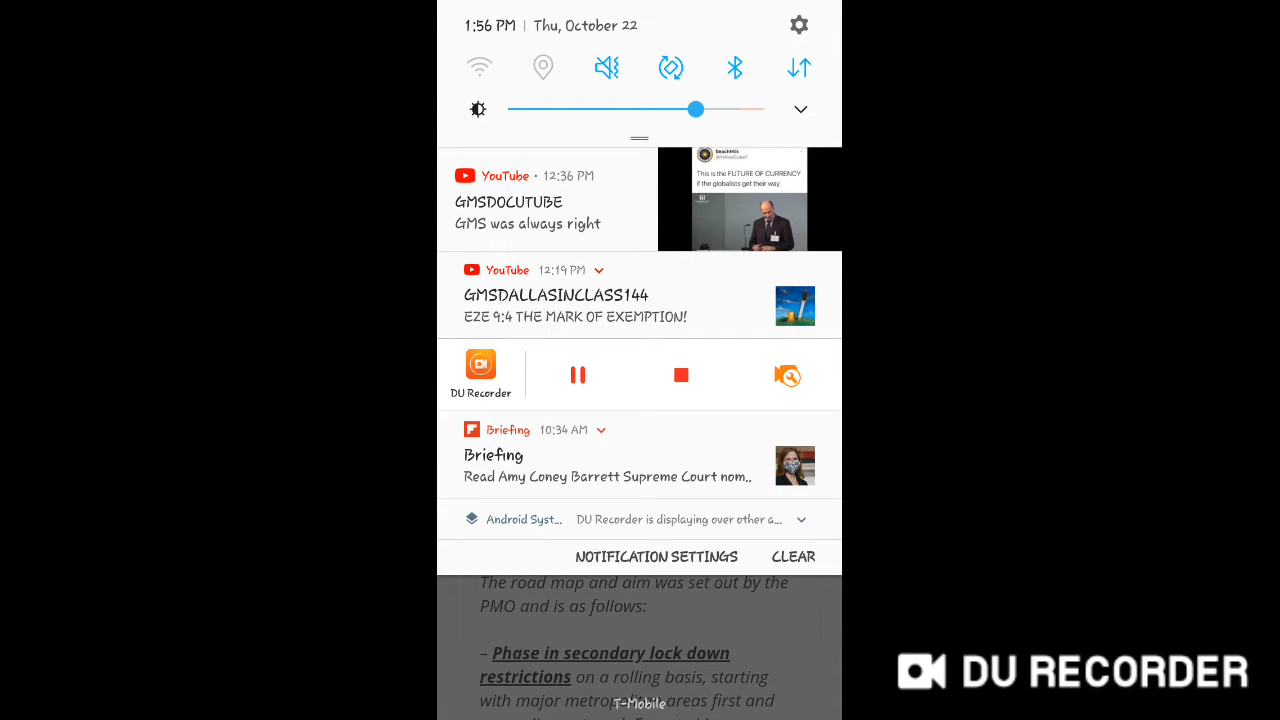 1:56 PM | Thu, October 22
YouTube • 12:36 PM
GMSDOCUTUBE
GMS was always right
BeachMilk
@YellowCube7
This is the FUTURE OF CURRENCY
if the globalists get their way.
YouTube 12:19 PM
GMSDALLASINCLASS144
EZE 9:4 THE MARK OF EXEMPTION!
DU Recorder
Briefing 10:34 AM
Briefing
Read Amy Coney Barrett Supreme Court nom..
Android Syst... DU Recorder is displaying over other a...
NOTIFICATION SETTINGS CLEAR
The road map and aim was set out by the
PMO and is as follows:
– Phase in secondary lock down
restrictions on a rolling basis, starting
with major metropolitan areas first and
T-Mobile
DU RECORDER